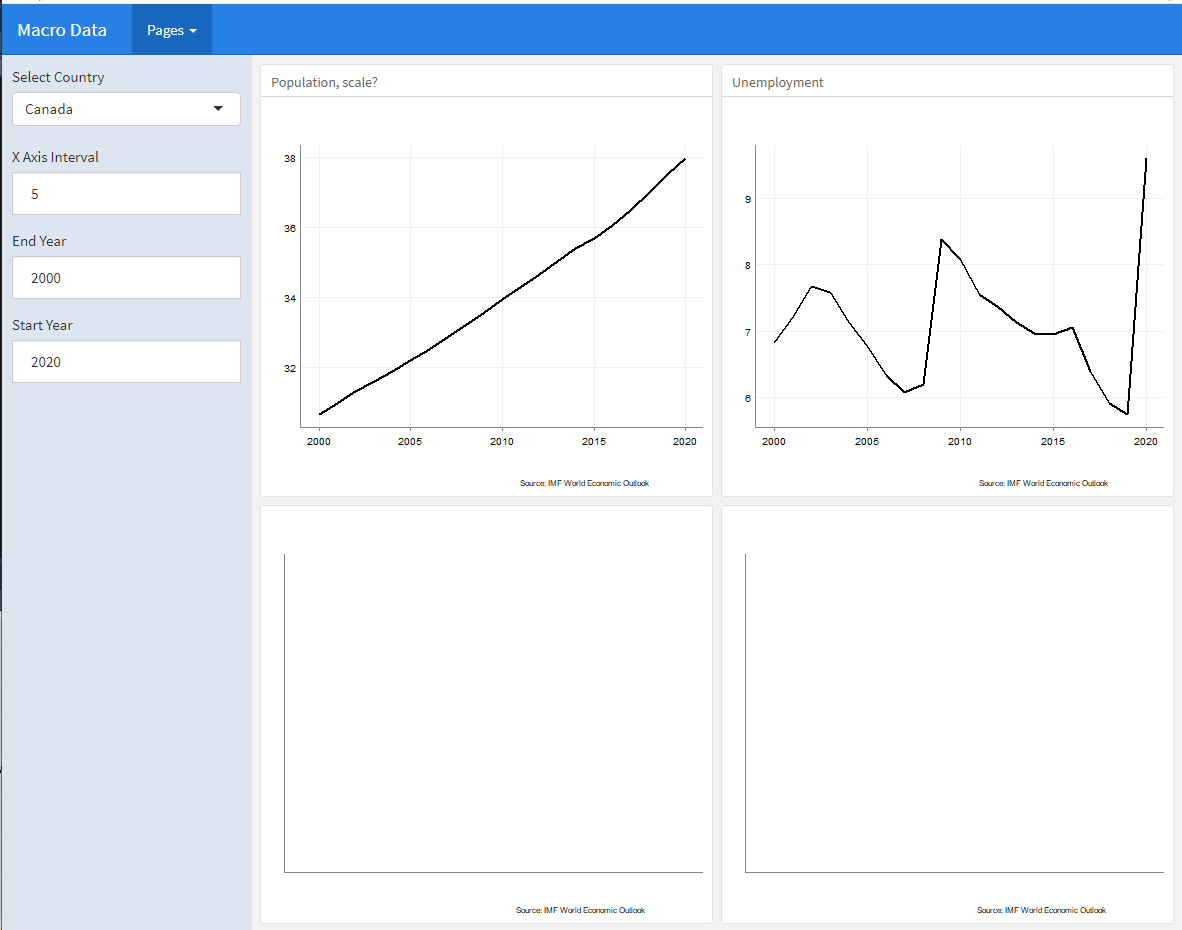 Macro Data
Pages
Select Country
Canada
X Axis Interval
5
End Year
2000
Start Year
2020
Population, scale?
38
36
34
32
2000 2005 2010 2015 2020
Source: IMF World Economic Outlook
Unemployment
9
8
7
6
2000 2005 2010 2015 2020
Source: IMF World Economic Outlook
Source: IMF World Economic Outlook
Source: IMF World Economic Outlook